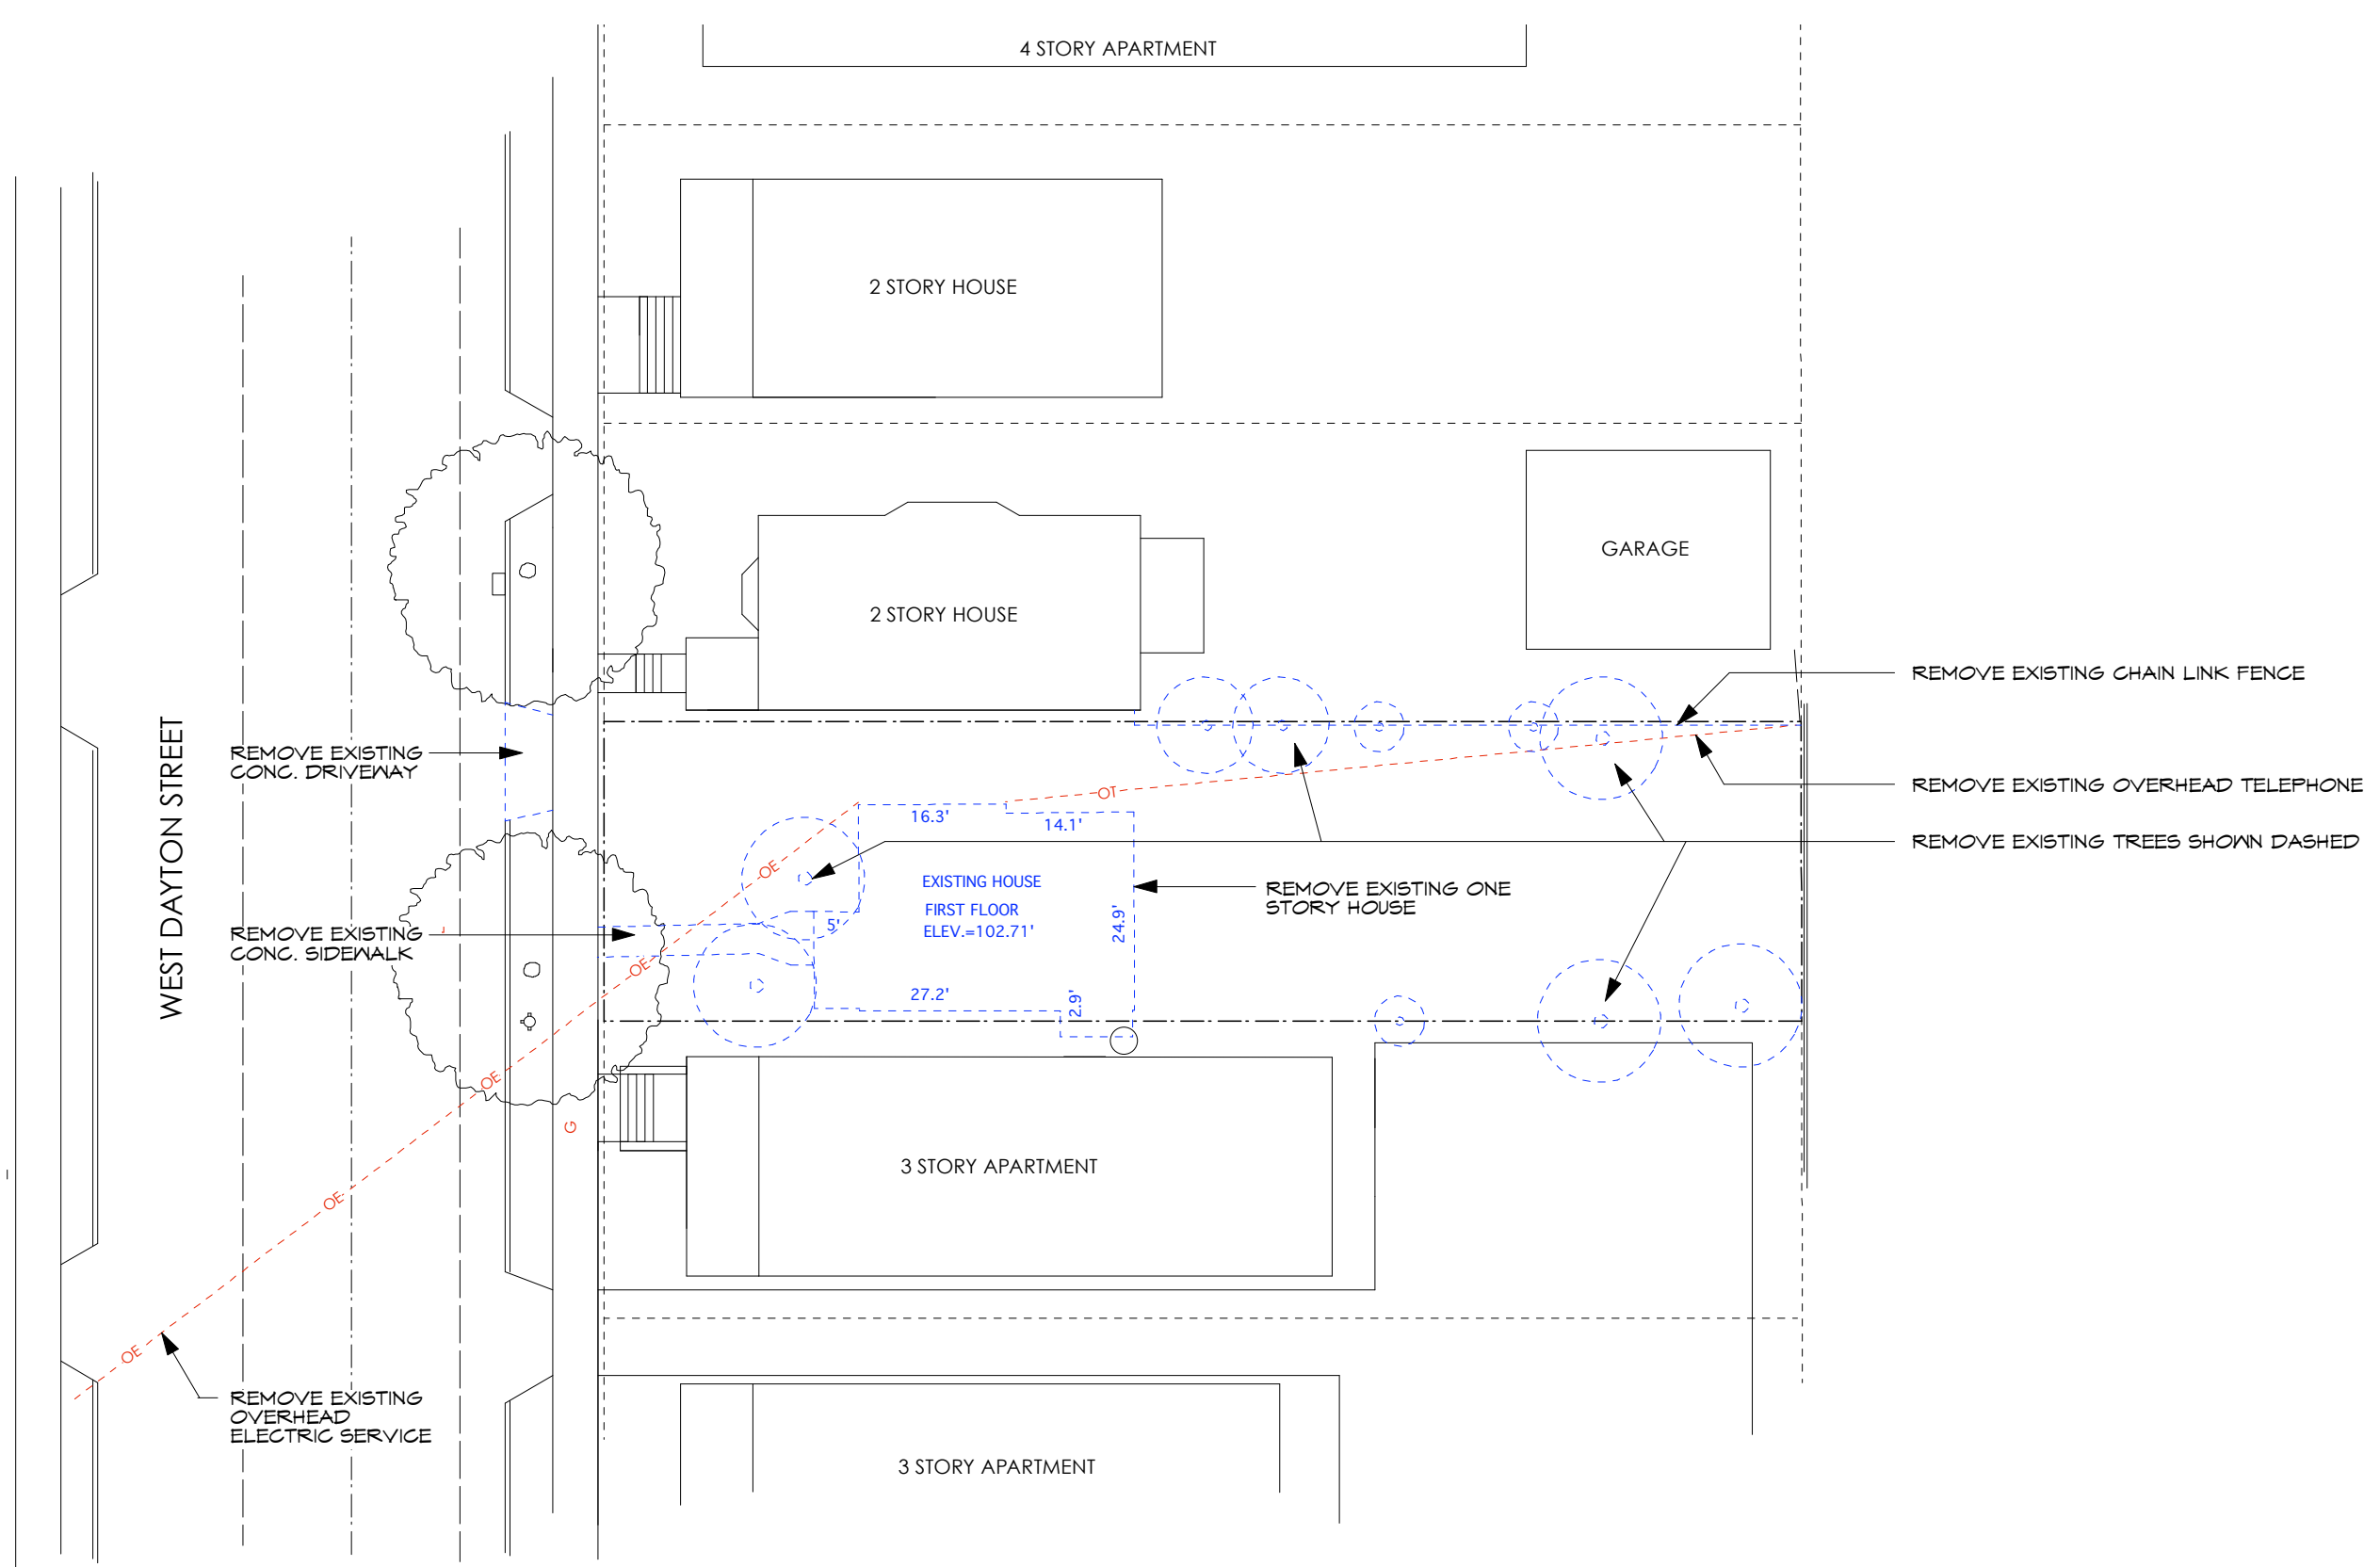 4 STORY APARTMENT
2 STORY HOUSE
2 STORY HOUSE
GARAGE
REMOVE EXISTING CHAIN LINK FENCE
WEST DAYTON STREET
REMOVE EXISTING
CONC. DRIVEWAY
REMOVE EXISTING OVERHEAD TELEPHONE
OT
16.3'
14.1'
REMOVE EXISTING TREES SHOWN DASHED
OE
EXISTING HOUSE
FIRST FLOOR
ELEV.=102.71'
REMOVE EXISTING ONE
STORY HOUSE
5'
24.9'
REMOVE EXISTING
CONC. SIDEWALK
OE
27.2'
2.9'
OE
G
3 STORY APARTMENT
OE
OE
REMOVE EXISTING
OVERHEAD
ELECTRIC SERVICE
3 STORY APARTMENT